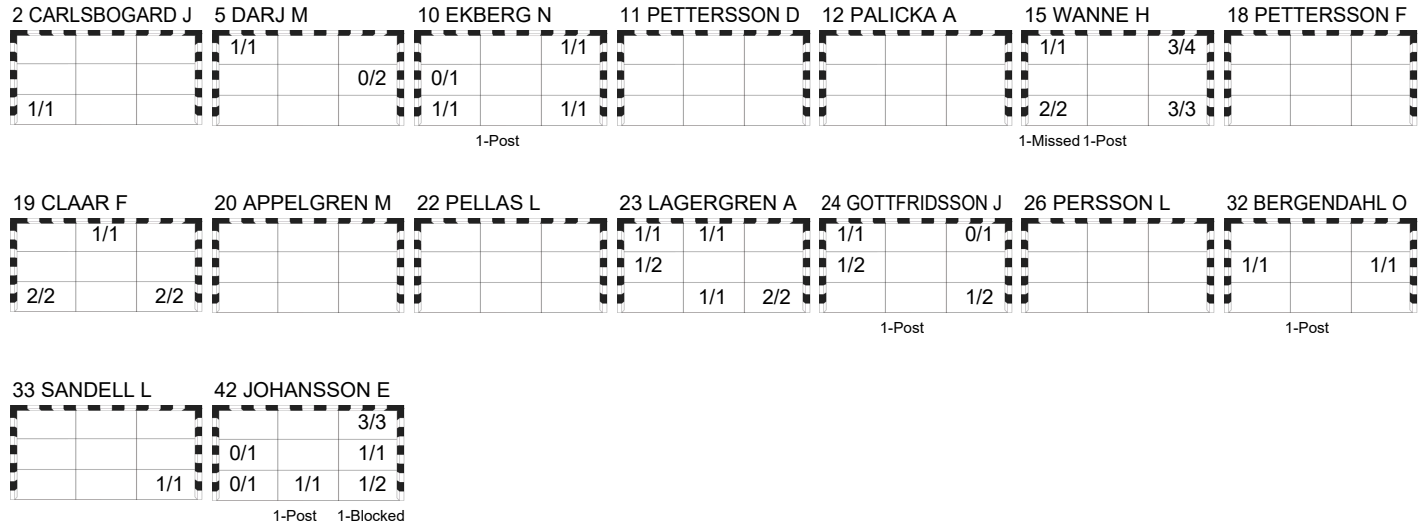 2 CARLSBOGARD J 5 DARJ M 10 EKBERG N 11 PETTERSSON D 12 PALICKA A 15 WANNE H 18 PETTERSSON F
1/1 1/1 1/1 3/4
0/2 0/1
1/1 1/1 1/1 2/2 3/3
1-Post 1-Missed 1-Post
19 CLAAR F 20 APPELGREN M 22 PELLAS L 23 LAGERGREN A 24 GOTTFRIDSSON J 26 PERSSON L 32 BERGENDAHL O
1/1 1/1 1/1 1/1 0/1
1/2 1/2 1/1 1/1
2/2 2/2 1/1 2/2 1/2
1-Post 1-Post
33 SANDELL L 42 JOHANSSON E
3/3
0/1 1/1
1/1 0/1 1/1 1/2
1-Post 1-Blocked